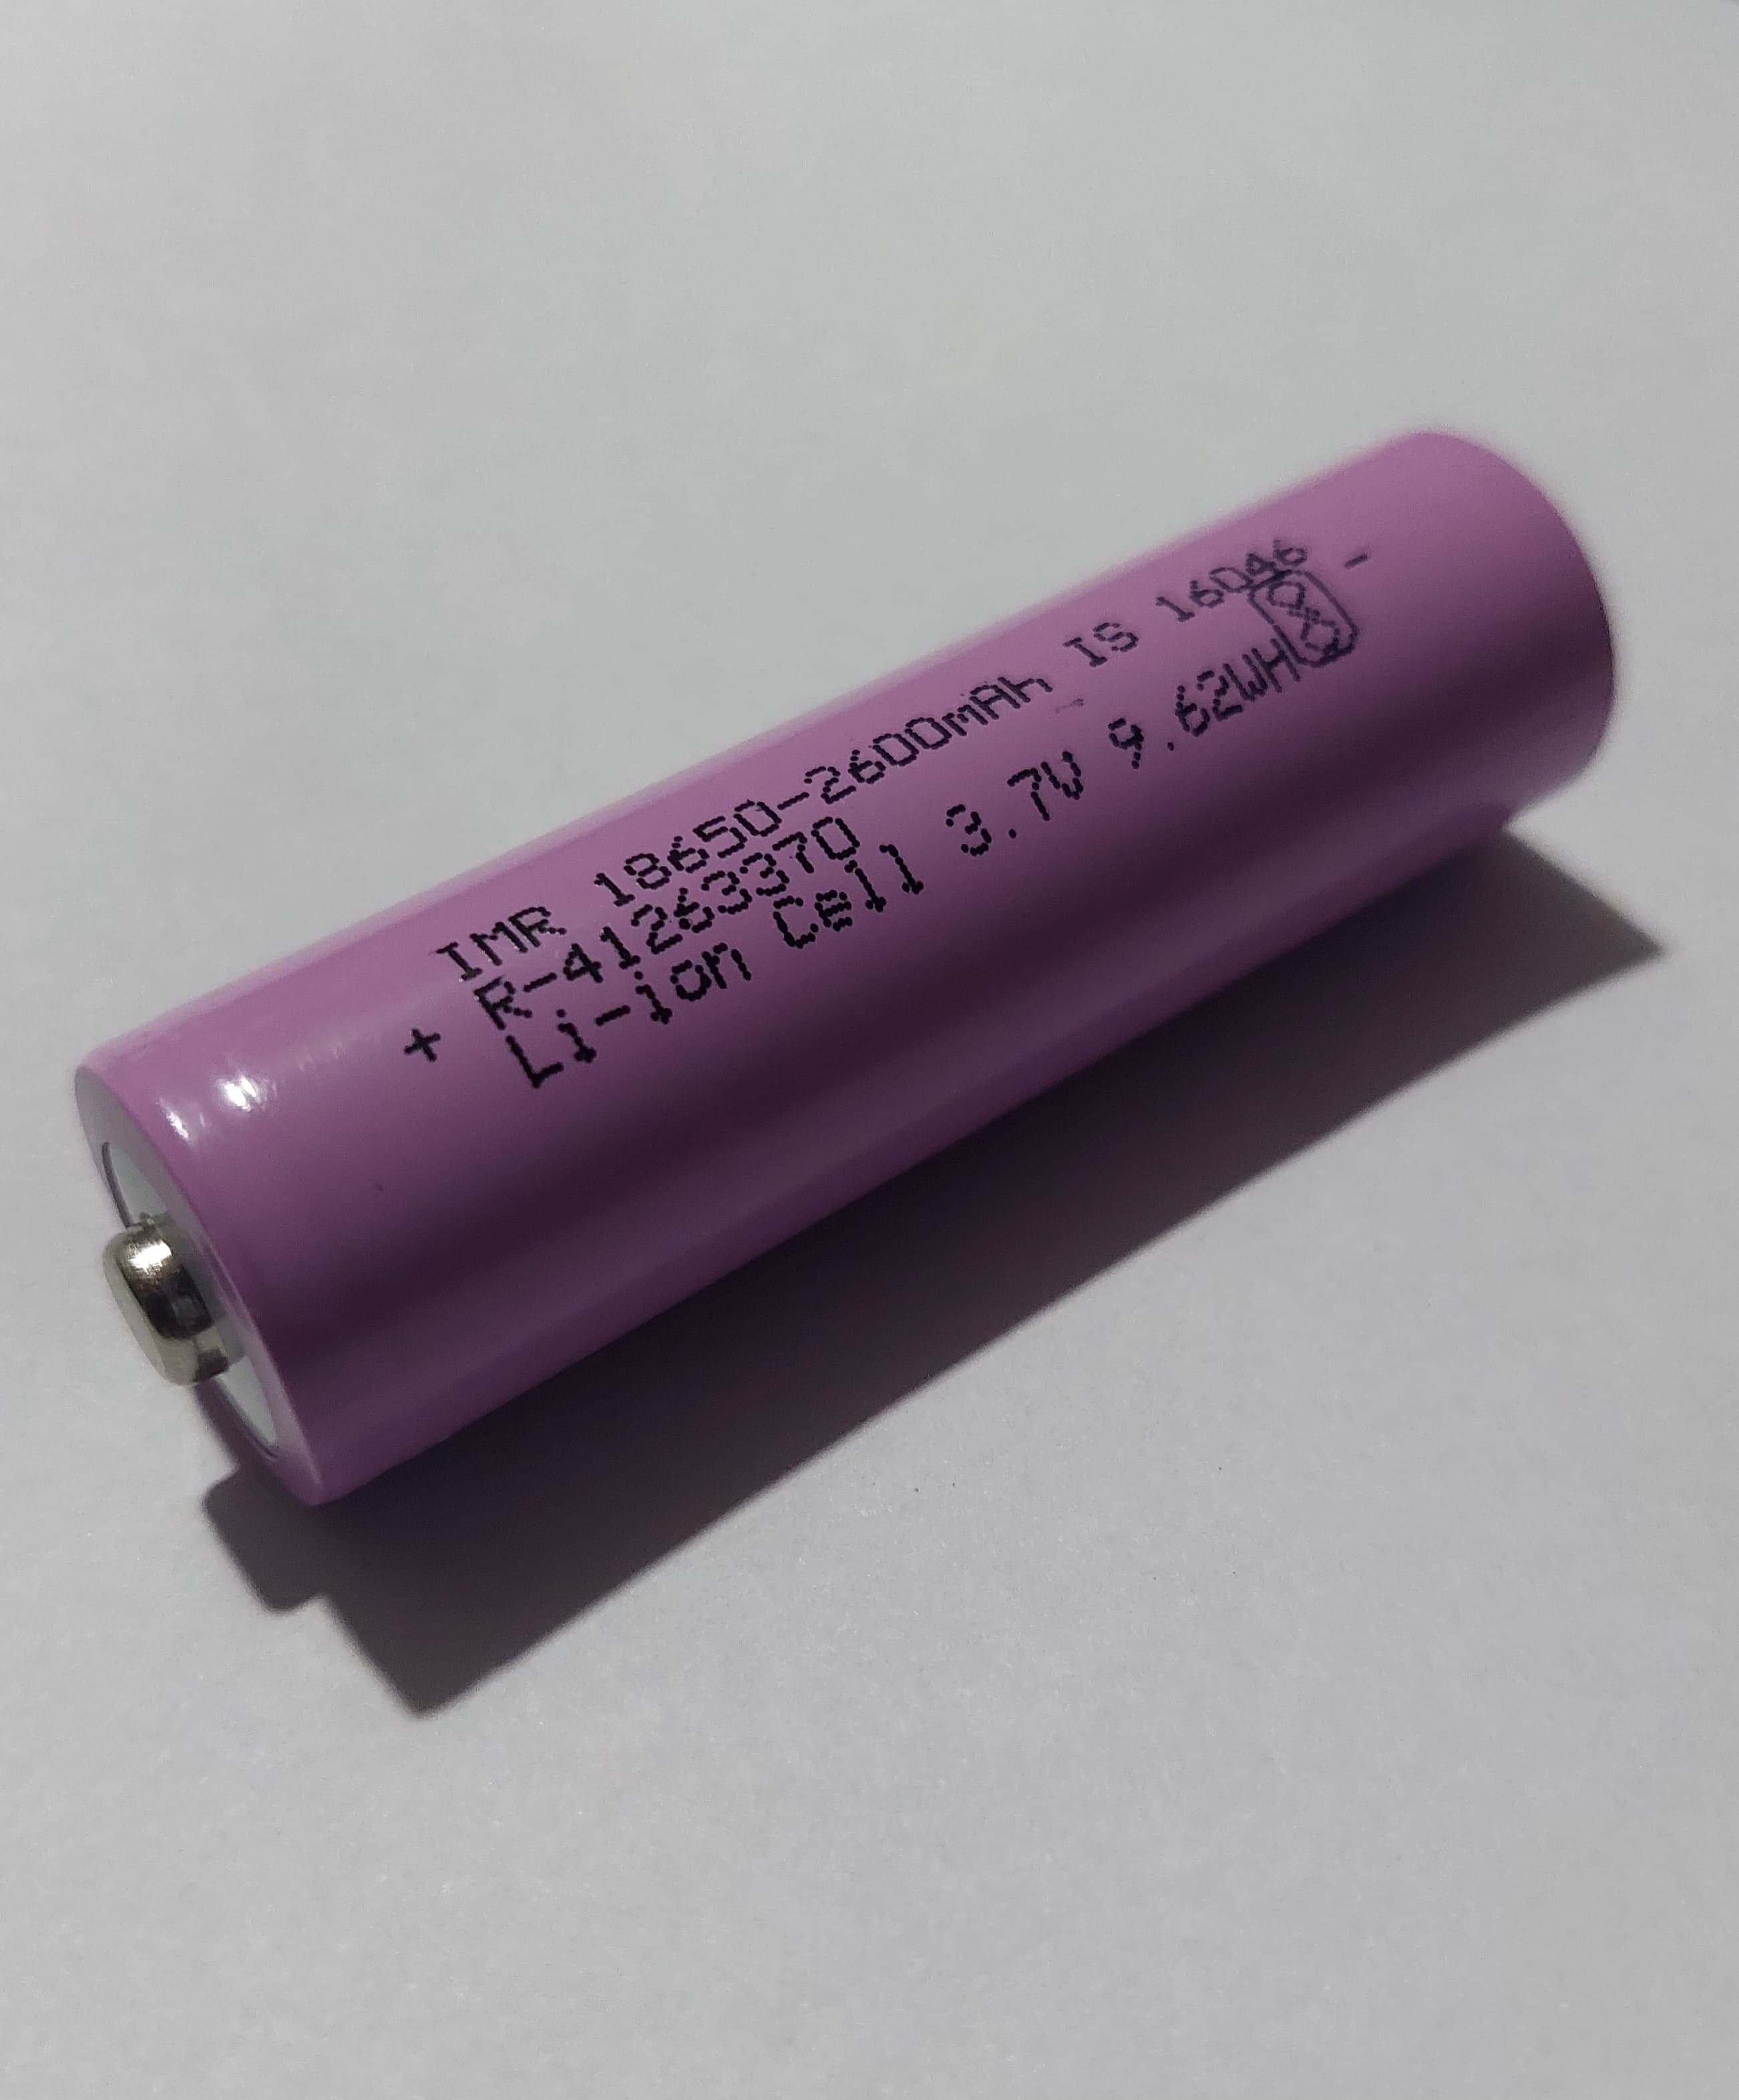 IMR 18650-2600mAh IS 16046
R-41263370
+ -
Li-ion Cell 3.7V 9.62WH